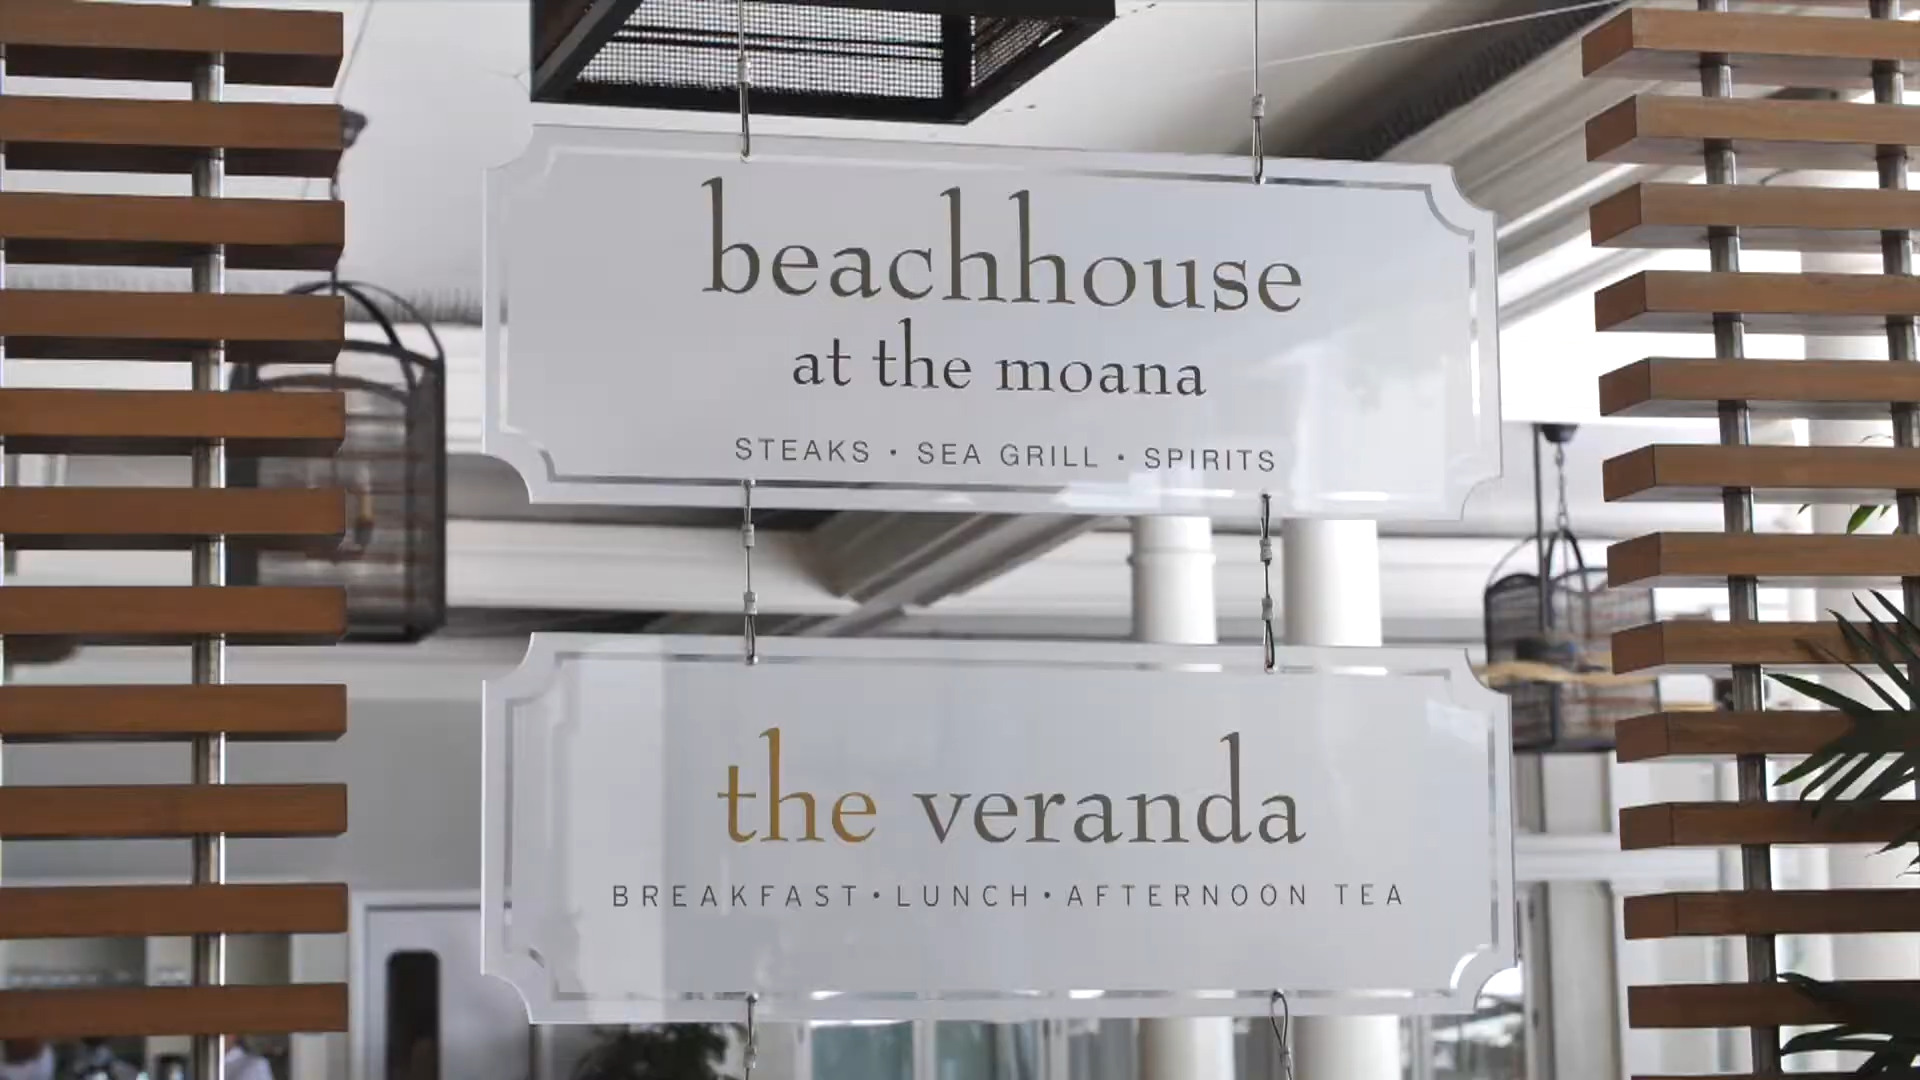 beachhouse
at the moana
STEAKS • SEA GRILL • SPIRITS
the veranda
BREAKFAST • LUNCH • AFTERNOON TEA